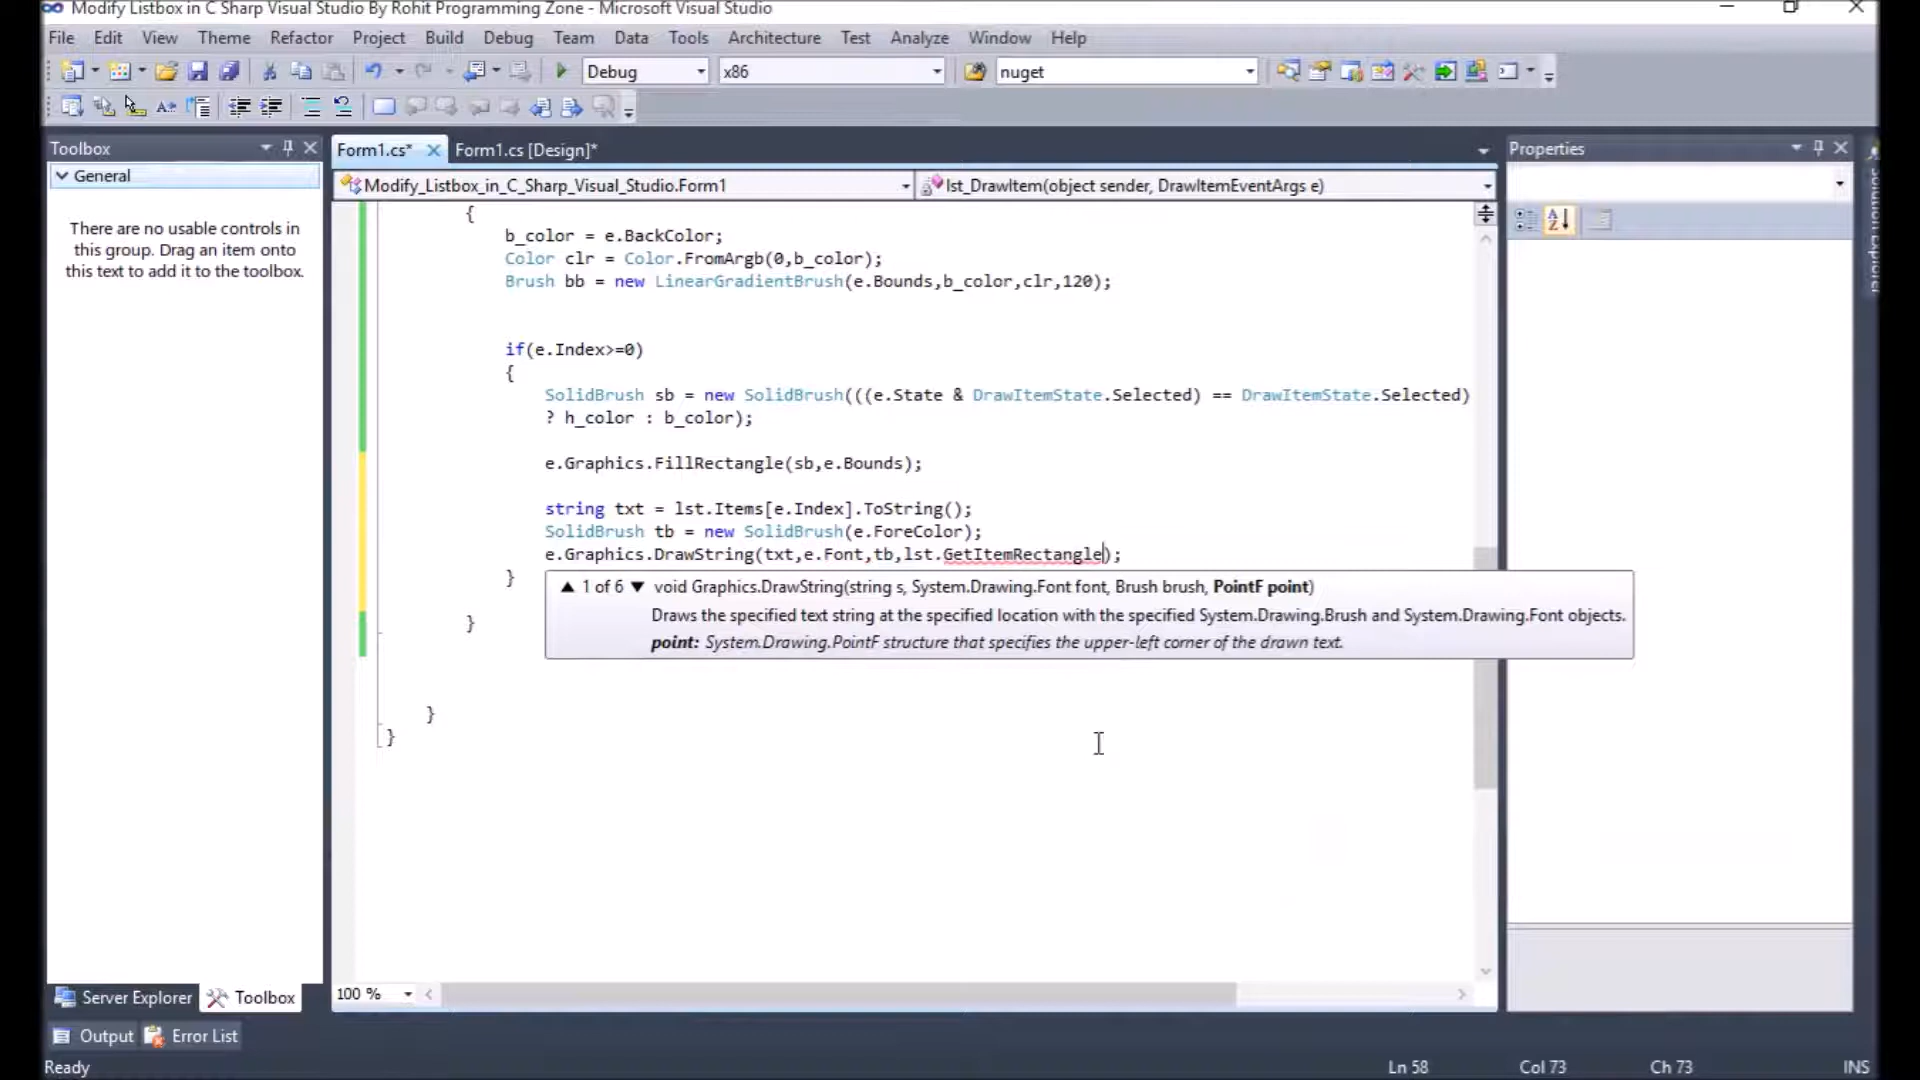 Modify Listbox in C Sharp Visual Studio By Rohit Programming Zone - Microsoft Visual Studio
File Edit View Theme Refactor Project Build Debug Team Data Tools Architecture Test Analyze Window Help
Debug x86 nuget
Toolbox
General
There are no usable controls in this group. Drag an item onto this text to add it to the toolbox.
Form1.cs* Form1.cs [Design]*
Modify_Listbox_in_C_Sharp_Visual_Studio.Form1 lst_DrawItem(object sender, DrawItemEventArgs e)
{
b_color = e.BackColor;
Color clr = Color.FromArgb(0,b_color);
Brush bb = new LinearGradientBrush(e.Bounds,b_color,clr,120);
if(e.Index>=0)
{
SolidBrush sb = new SolidBrush(((e.State & DrawItemState.Selected) == DrawItemState.Selected)
? h_color : b_color);
e.Graphics.FillRectangle(sb,e.Bounds);
string txt = lst.Items[e.Index].ToString();
SolidBrush tb = new SolidBrush(e.ForeColor);
e.Graphics.DrawString(txt,e.Font,tb,lst.GetItemRectangle);
}
▲ 1 of 6 ▼ void Graphics.DrawString(string s, System.Drawing.Font font, Brush brush, PointF point)
Draws the specified text string at the specified location with the specified System.Drawing.Brush and System.Drawing.Font objects.
point: System.Drawing.PointF structure that specifies the upper-left corner of the drawn text.
}
}
}
100 %
Properties
Solution Explorer
Server Explorer Toolbox
Output Error List
Ready Ln 58 Col 73 Ch 73 INS